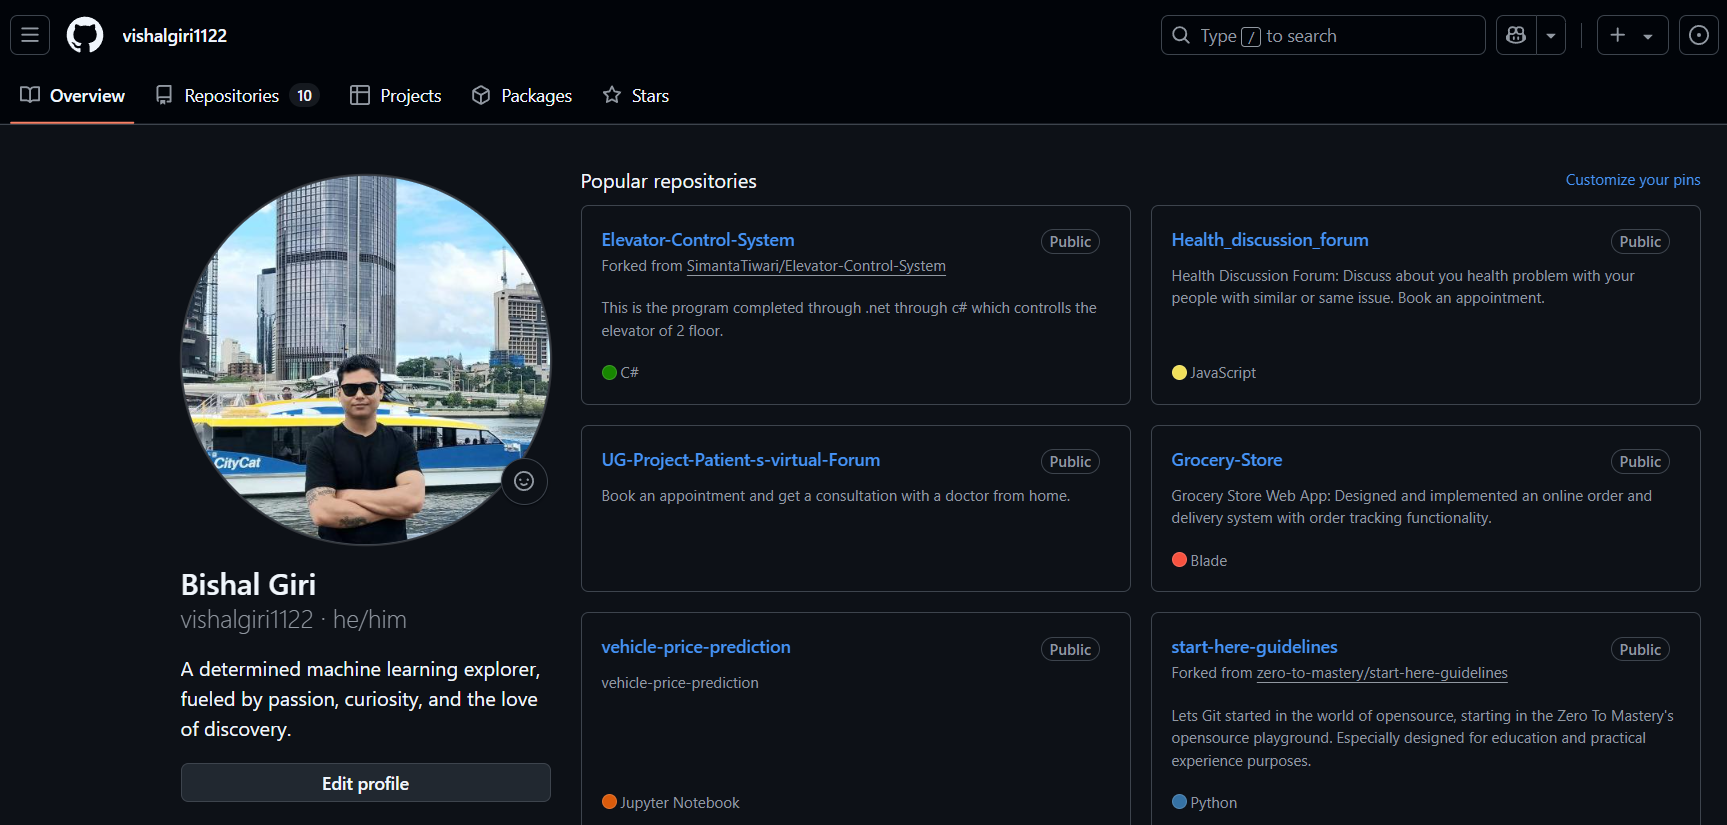 vishalgiri1122
Type / to search
Overview
Repositories 10
Projects
Packages
Stars
CityCat
Bishal Giri
vishalgiri1122 · he/him
A determined machine learning explorer,
fueled by passion, curiosity, and the love
of discovery.
Edit profile
Popular repositories
Customize your pins
Elevator-Control-System
Public
Forked from SimantaTiwari/Elevator-Control-System
This is the program completed through .net through c# which controlls the
elevator of 2 floor.
C#
Health_discussion_forum
Public
Health Discussion Forum: Discuss about you health problem with your
people with similar or same issue. Book an appointment.
JavaScript
UG-Project-Patient-s-virtual-Forum
Public
Book an appointment and get a consultation with a doctor from home.
Grocery-Store
Public
Grocery Store Web App: Designed and implemented an online order and
delivery system with order tracking functionality.
Blade
vehicle-price-prediction
Public
vehicle-price-prediction
Jupyter Notebook
start-here-guidelines
Public
Forked from zero-to-mastery/start-here-guidelines
Lets Git started in the world of opensource, starting in the Zero To Mastery's
opensource playground. Especially designed for education and practical
experience purposes.
Python